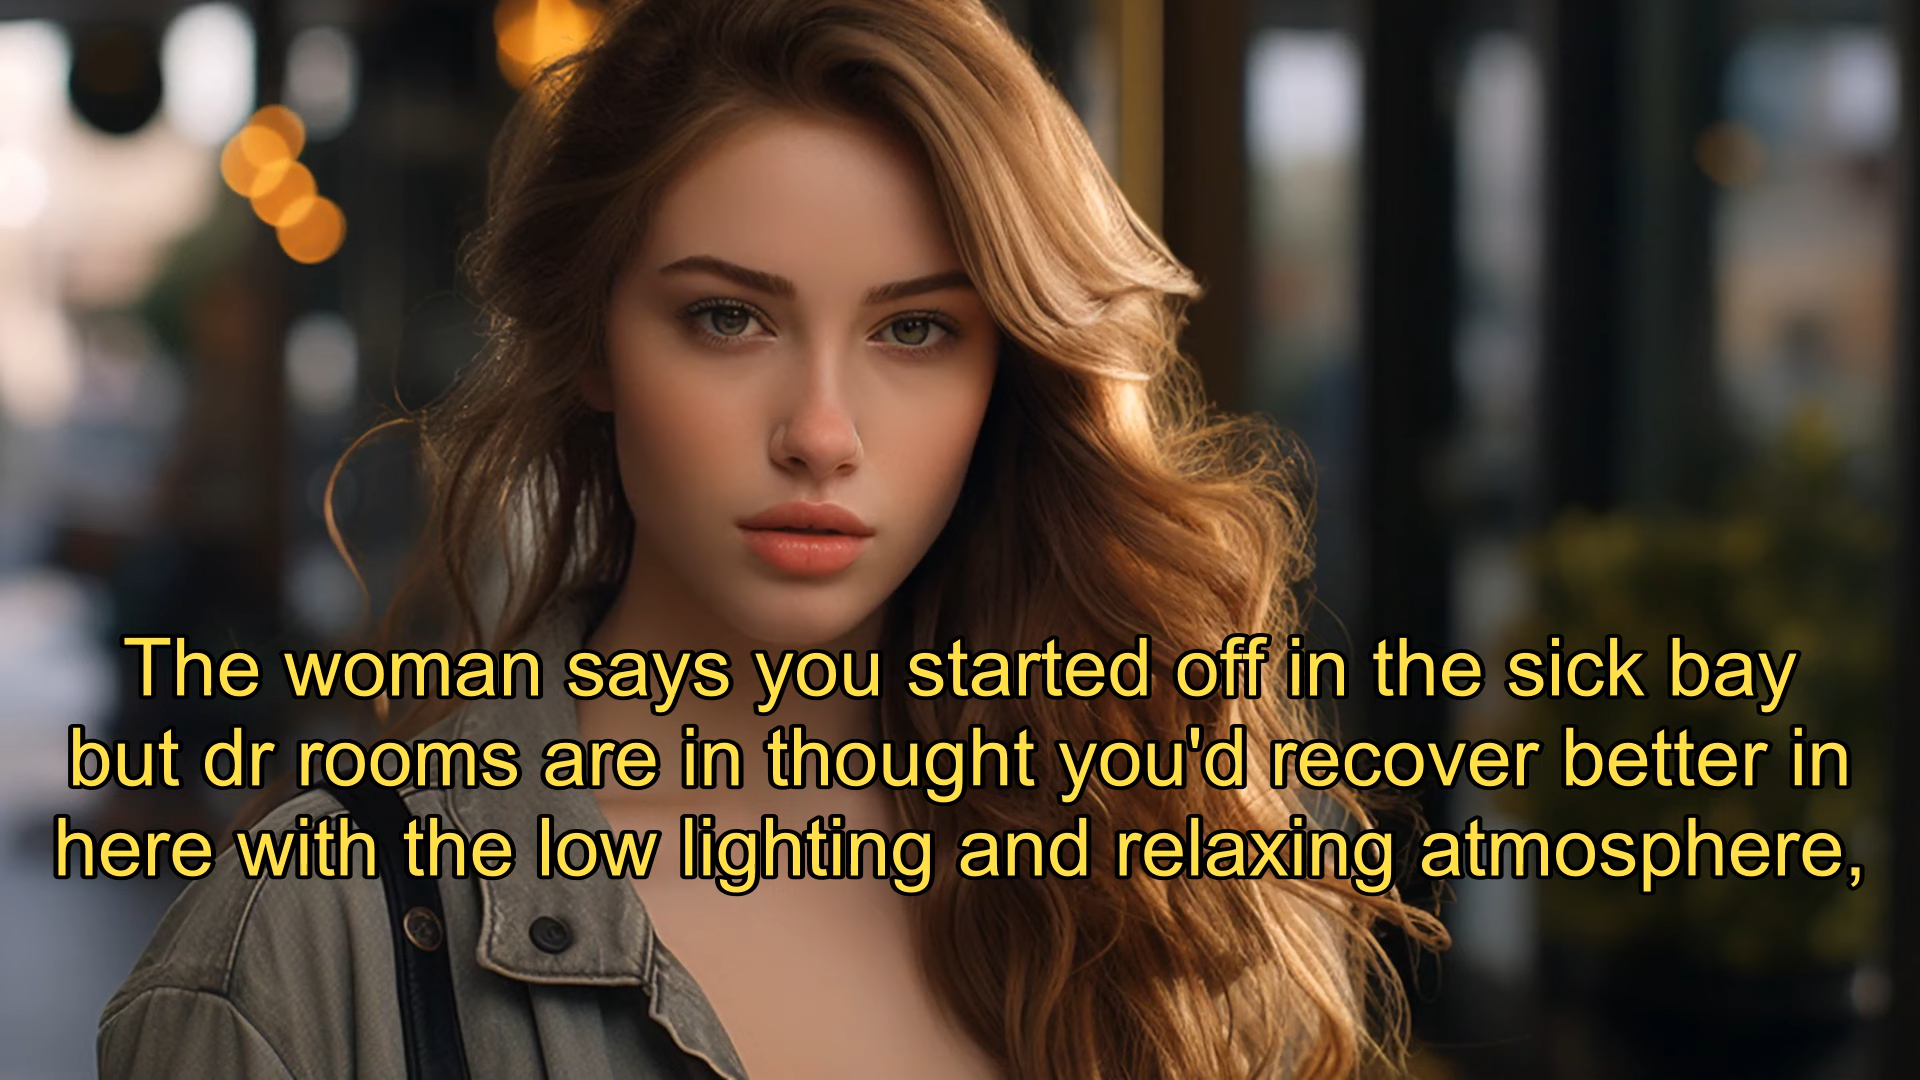 The woman says you started off in the sick bay
but dr rooms are in thought you'd recover better in
here with the low lighting and relaxing atmosphere,